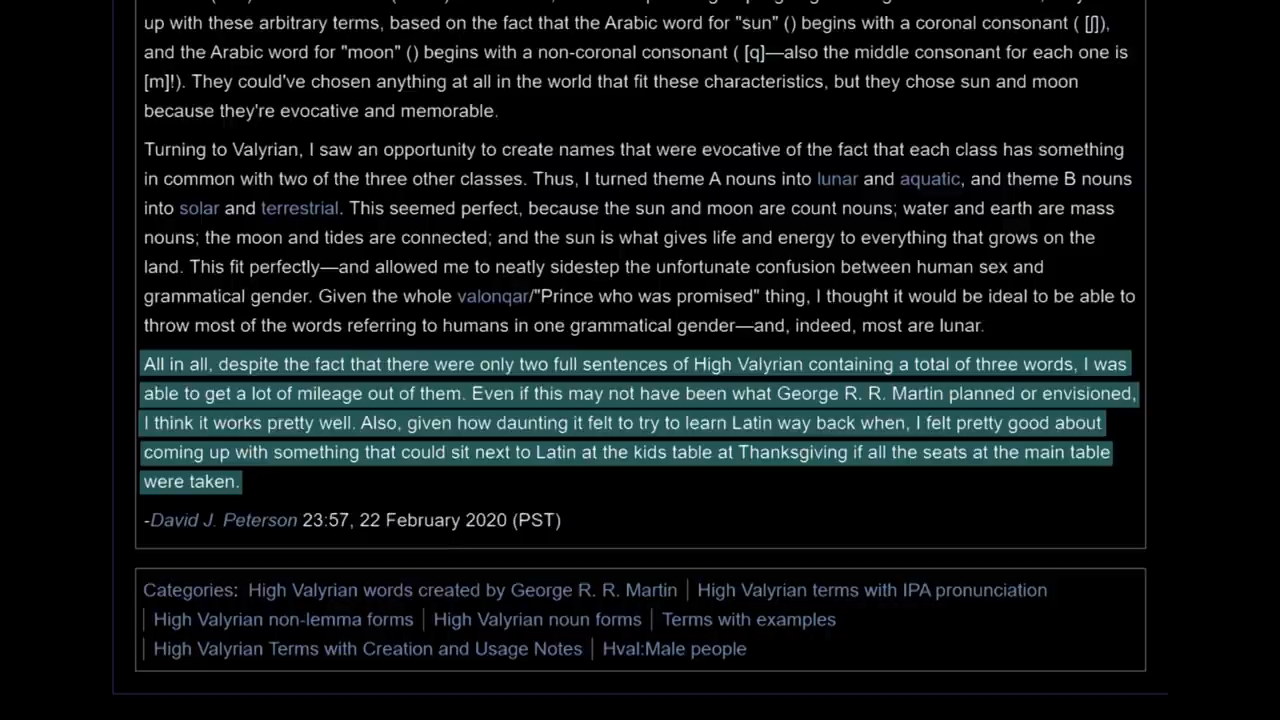 up with these arbitrary terms, based on the fact that the Arabic word for "sun" () begins with a coronal consonant ( [ʃ]),
and the Arabic word for "moon" () begins with a non-coronal consonant ( [q]—also the middle consonant for each one is
[m]!). They could've chosen anything at all in the world that fit these characteristics, but they chose sun and moon
because they're evocative and memorable.
Turning to Valyrian, I saw an opportunity to create names that were evocative of the fact that each class has something
in common with two of the three other classes. Thus, I turned theme A nouns into lunar and aquatic, and theme B nouns
into solar and terrestrial. This seemed perfect, because the sun and moon are count nouns; water and earth are mass
nouns; the moon and tides are connected; and the sun is what gives life and energy to everything that grows on the
land. This fit perfectly—and allowed me to neatly sidestep the unfortunate confusion between human sex and
grammatical gender. Given the whole valonqar/"Prince who was promised" thing, I thought it would be ideal to be able to
throw most of the words referring to humans in one grammatical gender—and, indeed, most are lunar.
All in all, despite the fact that there were only two full sentences of High Valyrian containing a total of three words, I was
able to get a lot of mileage out of them. Even if this may not have been what George R. R. Martin planned or envisioned,
I think it works pretty well. Also, given how daunting it felt to try to learn Latin way back when, I felt pretty good about
coming up with something that could sit next to Latin at the kids table at Thanksgiving if all the seats at the main table
were taken.
-David J. Peterson 23:57, 22 February 2020 (PST)
Categories: High Valyrian words created by George R. R. Martin | High Valyrian terms with IPA pronunciation
| High Valyrian non-lemma forms | High Valyrian noun forms | Terms with examples
| High Valyrian Terms with Creation and Usage Notes | Hval:Male people